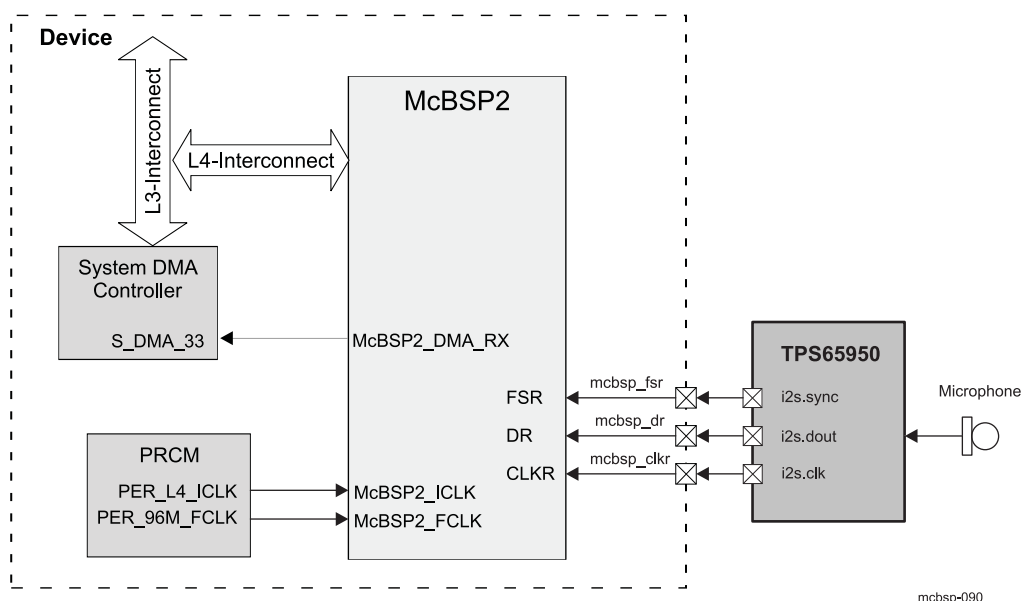 Device
McBSP2
L3-Interconnect
L4-Interconnect
System DMA
Controller
S_DMA_33
McBSP2_DMA_RX
TPS65950
FSR
mcbsp_fsr
i2s.sync
Microphone
DR
mcbsp_dr
i2s.dout
CLKR
mcbsp_clkr
i2s.clk
PRCM
PER_L4_ICLK
McBSP2_ICLK
PER_96M_FCLK
McBSP2_FCLK
mcbsp-090